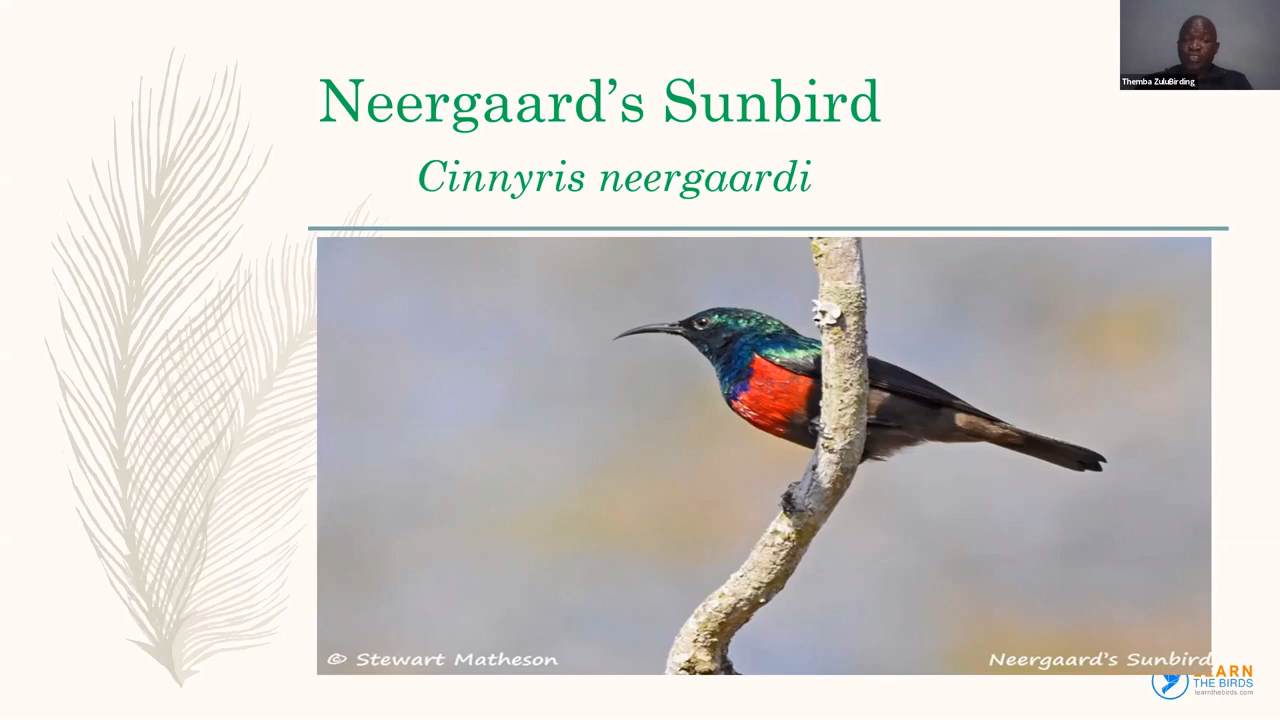 Themba ZuluBirding
Neergaard’s Sunbird
Cinnyris neergaardi
© Stewart Matheson
Neergaard’s Sunbird
LEARN
THE BIRDS
learnthebirds.com